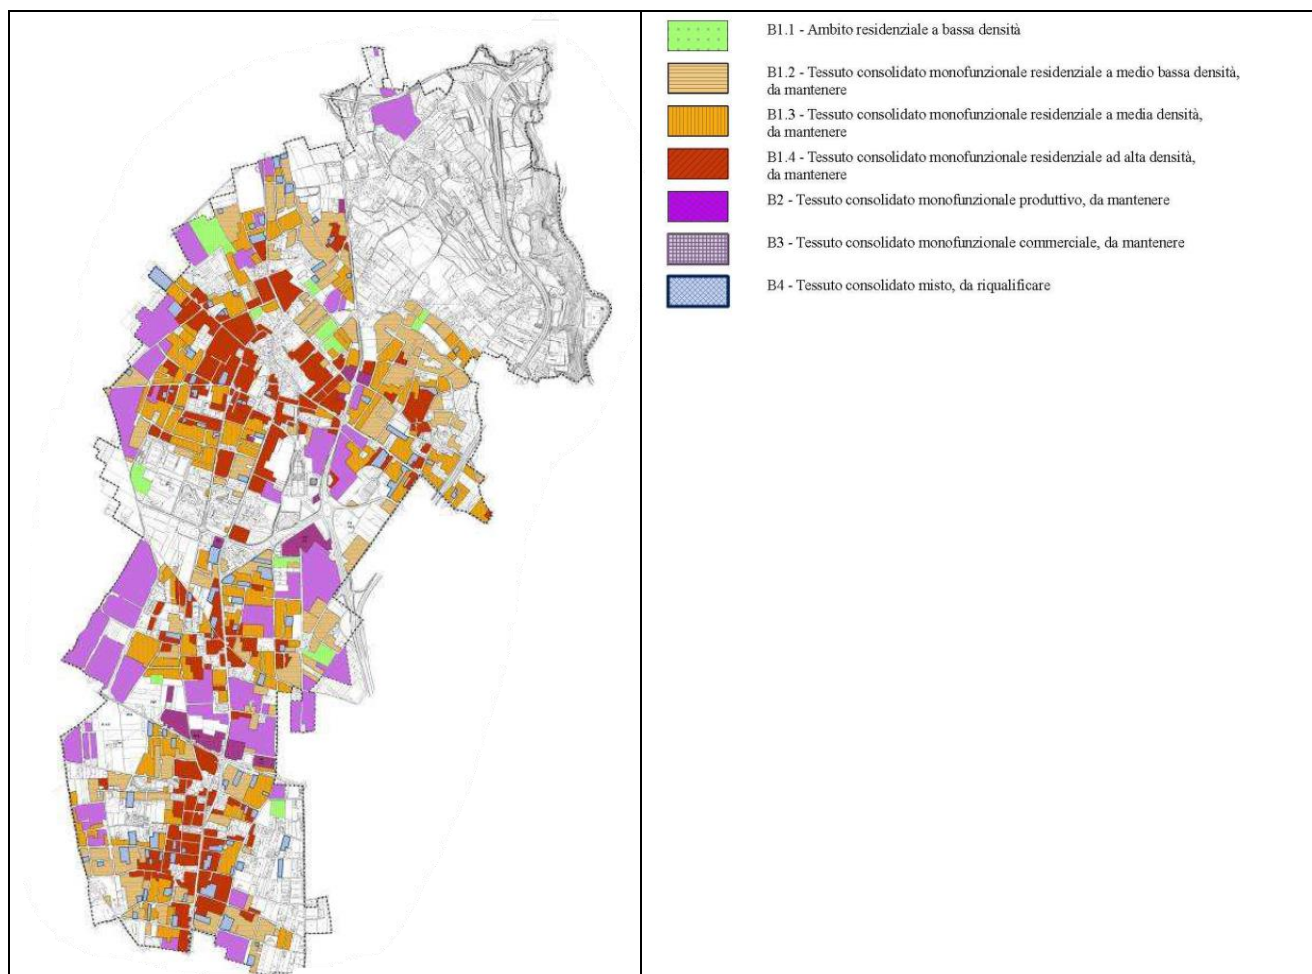 B1.1 - Ambito residenziale a bassa densità
B1.2 - Tessuto consolidato monofunzionale residenziale a medio bassa densità,
da mantenere
B1.3 - Tessuto consolidato monofunzionale residenziale a media densità,
da mantenere
B1.4 - Tessuto consolidato monofunzionale residenziale ad alta densità,
da mantenere
B2 - Tessuto consolidato monofunzionale produttivo, da mantenere
B3 - Tessuto consolidato monofunzionale commerciale, da mantenere
B4 - Tessuto consolidato misto, da riqualificare